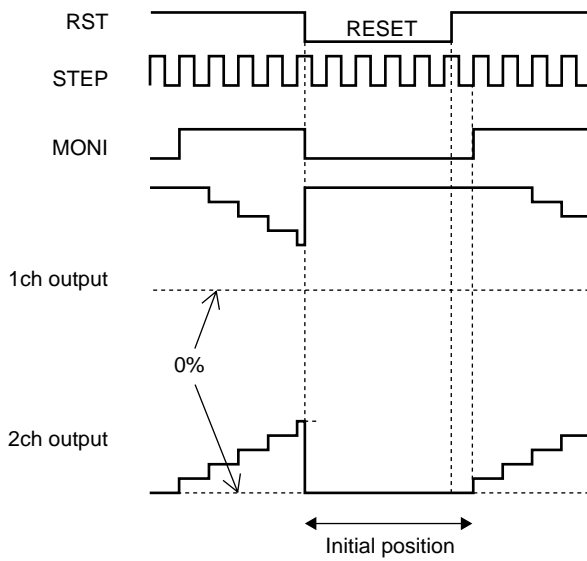 RST
RESET
STEP
MONI
1ch output
0%
2ch output
Initial position